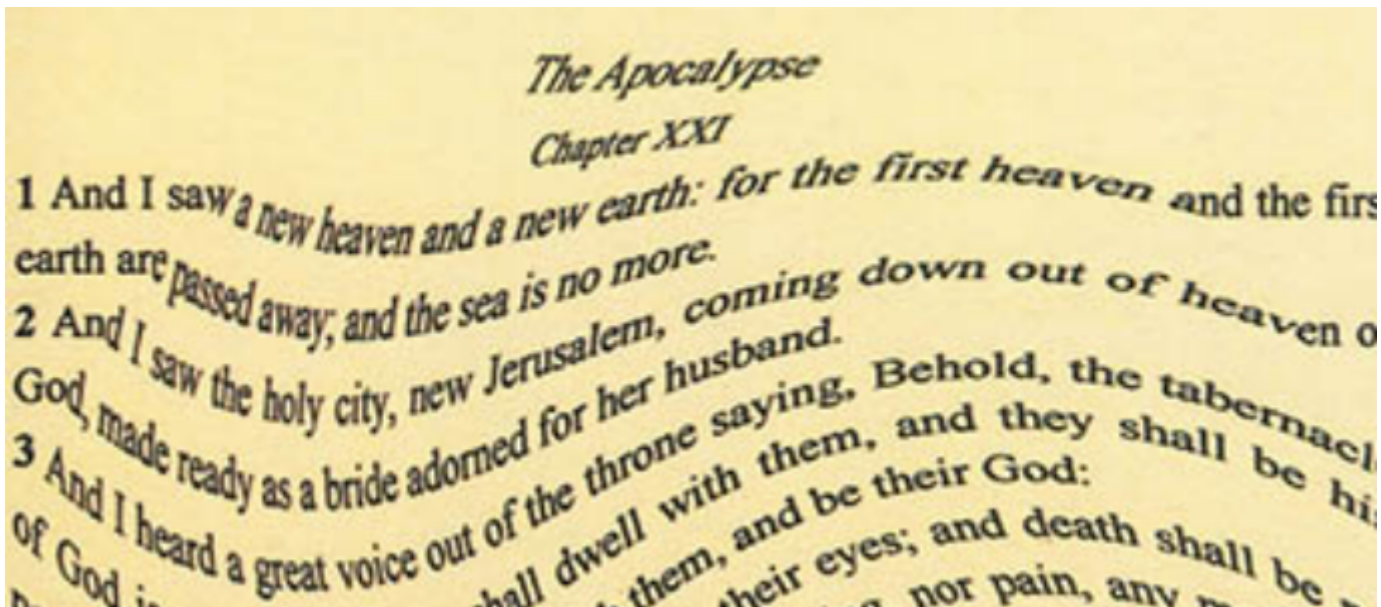 The Apocalypse
Chapter XXI
1 And I saw a new heaven and a new earth: for the first heaven and the firs
earth are passed away; and the sea is no more.
2 And I saw the holy city, new Jerusalem, coming down out of heaven o
God, made ready as a bride adorned for her husband.
3 And I heard a great voice out of the throne saying, Behold, the tabernacl
of God is hall dwell with them, and they shall be his
them, and be their God:
their eyes; and death shall be
nor pain, any